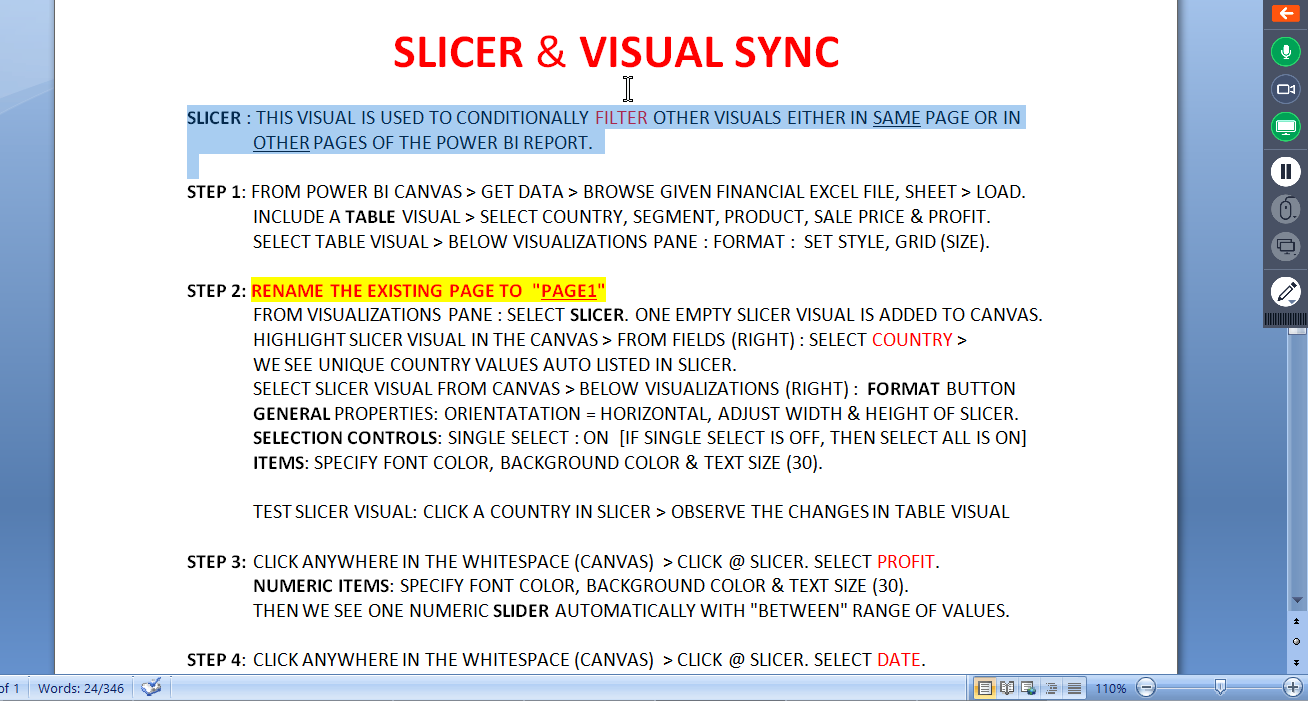 SLICER & VISUAL SYNC
SLICER : THIS VISUAL IS USED TO CONDITIONALLY FILTER OTHER VISUALS EITHER IN SAME PAGE OR IN
OTHER PAGES OF THE POWER BI REPORT.
STEP 1: FROM POWER BI CANVAS > GET DATA > BROWSE GIVEN FINANCIAL EXCEL FILE, SHEET > LOAD.
INCLUDE A TABLE VISUAL > SELECT COUNTRY, SEGMENT, PRODUCT, SALE PRICE & PROFIT.
SELECT TABLE VISUAL > BELOW VISUALIZATIONS PANE : FORMAT : SET STYLE, GRID (SIZE).
STEP 2: RENAME THE EXISTING PAGE TO "PAGE1"
FROM VISUALIZATIONS PANE : SELECT SLICER. ONE EMPTY SLICER VISUAL IS ADDED TO CANVAS.
HIGHLIGHT SLICER VISUAL IN THE CANVAS > FROM FIELDS (RIGHT) : SELECT COUNTRY >
WE SEE UNIQUE COUNTRY VALUES AUTO LISTED IN SLICER.
SELECT SLICER VISUAL FROM CANVAS > BELOW VISUALIZATIONS (RIGHT) : FORMAT BUTTON
GENERAL PROPERTIES: ORIENTATATION = HORIZONTAL, ADJUST WIDTH & HEIGHT OF SLICER.
SELECTION CONTROLS: SINGLE SELECT : ON [IF SINGLE SELECT IS OFF, THEN SELECT ALL IS ON]
ITEMS: SPECIFY FONT COLOR, BACKGROUND COLOR & TEXT SIZE (30).
TEST SLICER VISUAL: CLICK A COUNTRY IN SLICER > OBSERVE THE CHANGES IN TABLE VISUAL
STEP 3: CLICK ANYWHERE IN THE WHITESPACE (CANVAS) > CLICK @ SLICER. SELECT PROFIT.
NUMERIC ITEMS: SPECIFY FONT COLOR, BACKGROUND COLOR & TEXT SIZE (30).
THEN WE SEE ONE NUMERIC SLIDER AUTOMATICALLY WITH "BETWEEN" RANGE OF VALUES.
STEP 4: CLICK ANYWHERE IN THE WHITESPACE (CANVAS) > CLICK @ SLICER. SELECT DATE.
of 1 Words: 24/346 110%